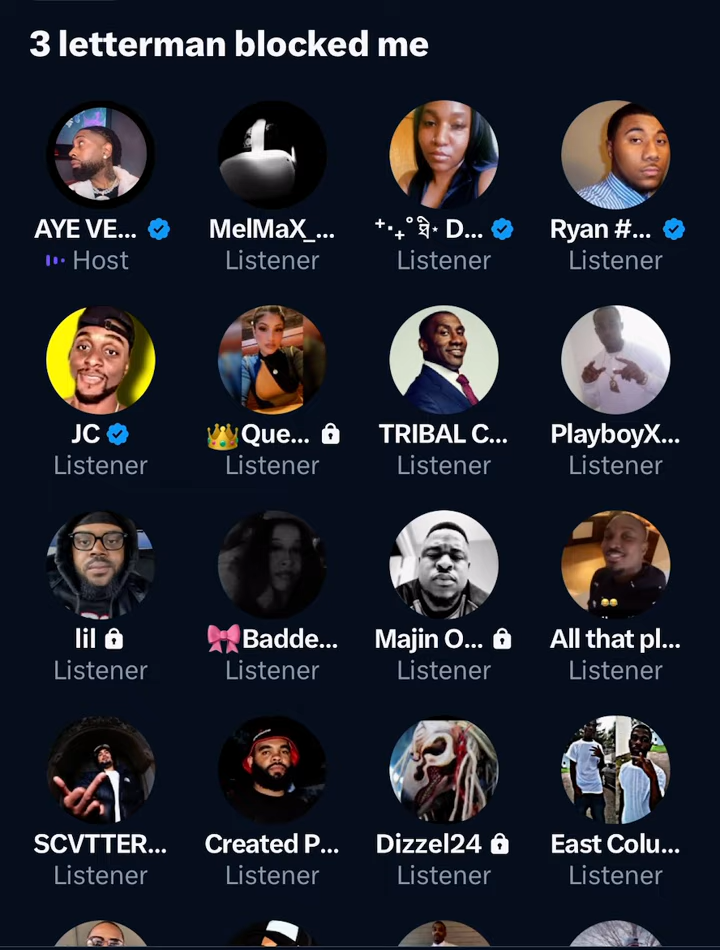 3 letterman blocked me
AYE VE... MelMaX_... ⁺‧₊˚ ཐི⋆ D... Ryan #...
Host Listener Listener Listener
JC 👑Que... TRIBAL C... PlayboyX...
Listener Listener Listener Listener
lil 🎀Badde... Majin O... All that pl...
Listener Listener Listener Listener
SCVTTER... Created P... Dizzel24 East Colu...
Listener Listener Listener Listener